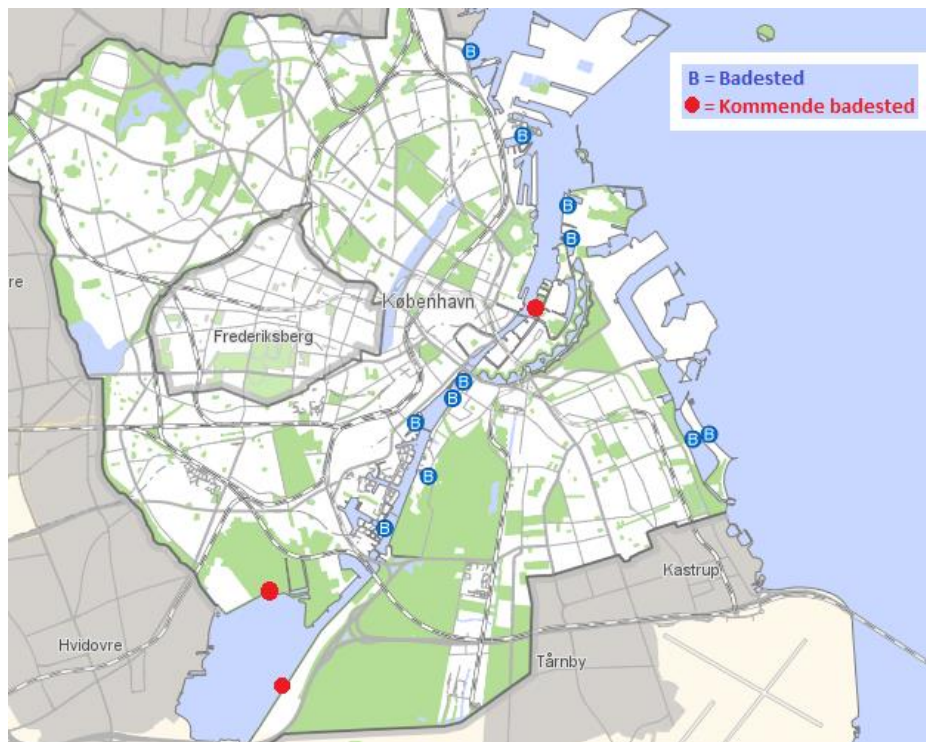 B
B = Badested
= Kommende badested
B
B
B
re
København
Frederiksberg
B
B
B
B B
B
B
Kastrup
Hvidovre
Tårnby